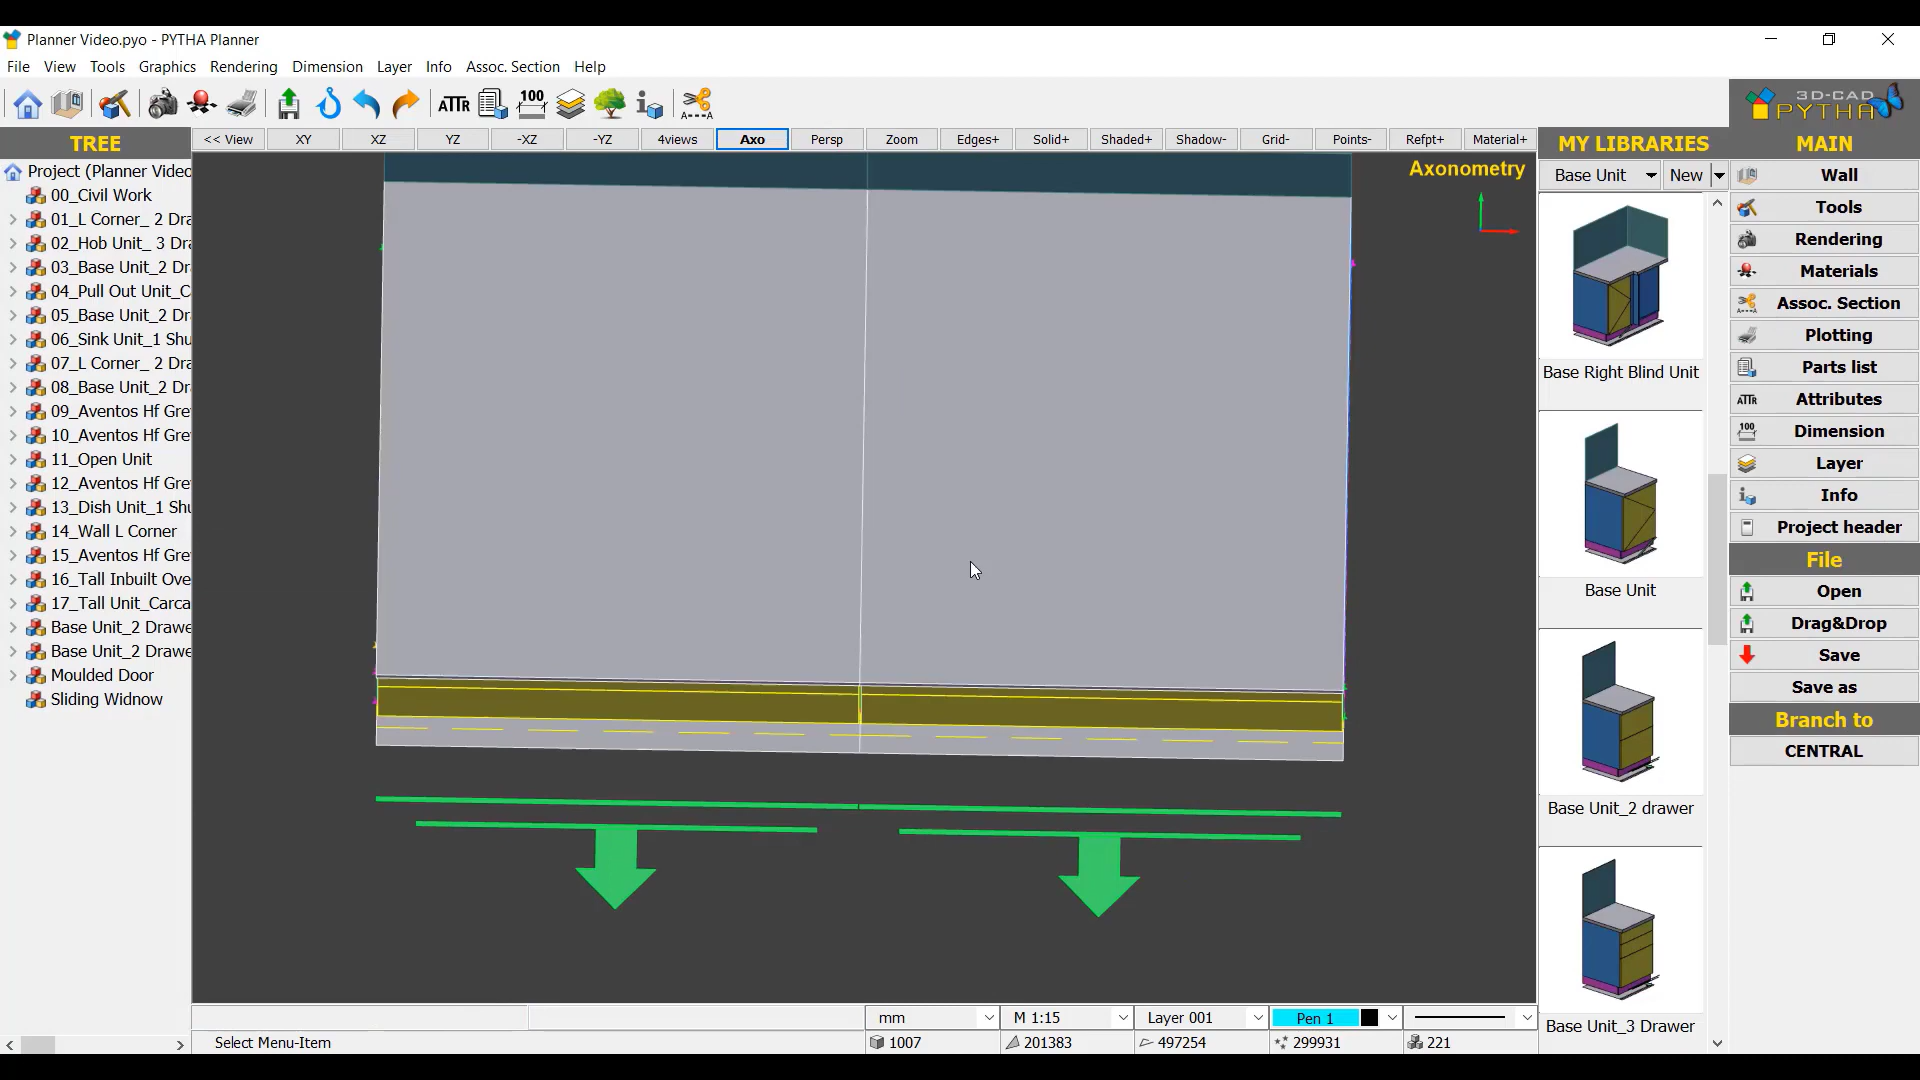 Planner Video.pyo - PYTHA Planner
File View Tools Graphics Rendering Dimension Layer Info Assoc. Section Help
ATTR 100 A---A
3D-CAD
PYTHA
TREE
<< View XY XZ YZ -XZ -YZ 4views Axo Persp Zoom Edges+ Solid+ Shaded+ Shadow- Grid- Points- Refpt+ Material+
MY LIBRARIES
MAIN
Project (Planner Video
00_Civil Work
01_L Corner_ 2 Dra
02_Hob Unit_ 3 Dra
03_Base Unit_2 Dr
04_Pull Out Unit_C
05_Base Unit_2 Dr
06_Sink Unit_1 Shu
07_L Corner_ 2 Dra
08_Base Unit_2 Dr
09_Aventos Hf Gre
10_Aventos Hf Gre
11_Open Unit
12_Aventos Hf Gre
13_Dish Unit_1 Shu
14_Wall L Corner
15_Aventos Hf Gre
16_Tall Inbuilt Ove
17_Tall Unit_Carca
Base Unit_2 Drawe
Base Unit_2 Drawe
Moulded Door
Sliding Widnow
Axonometry
Base Unit New
Base Right Blind Unit
Base Unit
Base Unit_2 drawer
Base Unit_3 Drawer
Wall
Tools
Rendering
Materials
Assoc. Section
Plotting
Parts list
ATTR Attributes
100 Dimension
Layer
Info
Project header
File
Open
Drag&Drop
Save
Save as
Branch to
CENTRAL
mm M 1:15 Layer 001 Pen 1
Select Menu-Item 1007 201383 497254 299931 221